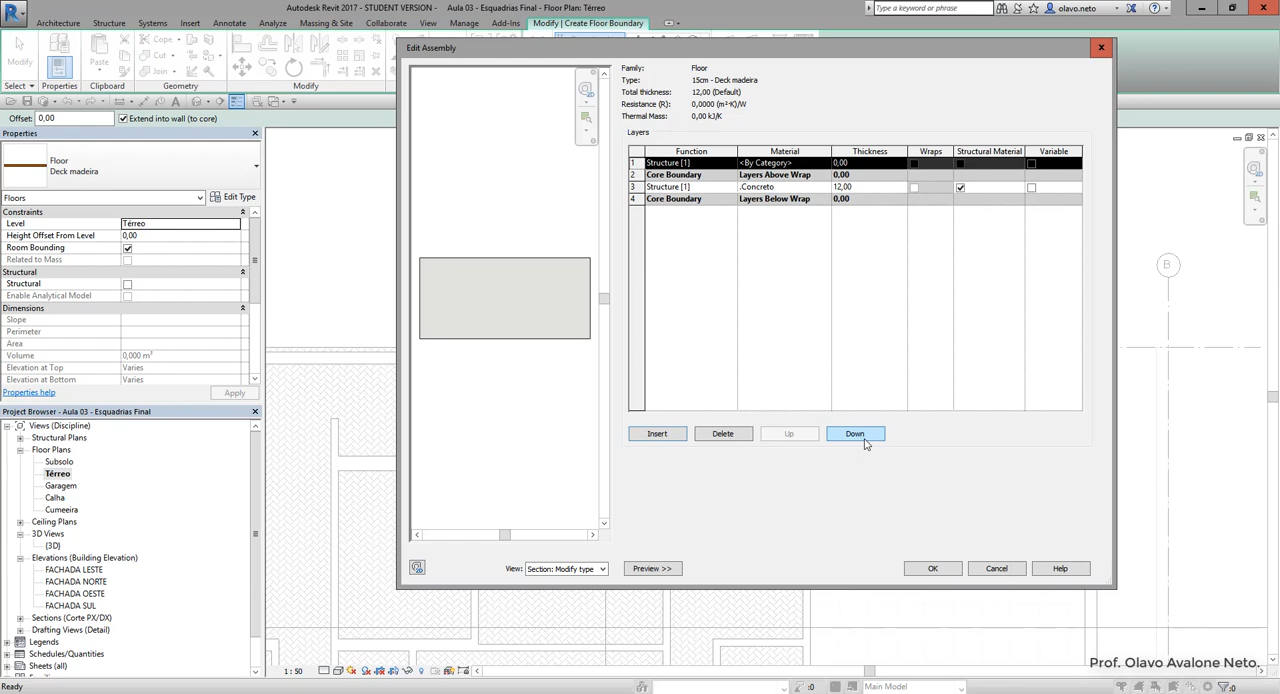 Autodesk Revit 2017 - STUDENT VERSION - Aula 03 - Esquadrias Final - Floor Plan: Térreo
Type a keyword or phrase
olavo.neto
Architecture Structure Systems Insert Annotate Analyze Massing & Site Collaborate View Manage Add-Ins Modify | Create Floor Boundary
Modify
Paste
Cope
Cut
Join
Select Properties Clipboard Geometry Modify
Offset: 0,00 Extend into wall (to core)
Properties
Floor
Deck madeira
Floors Edit Type
Constraints
Level Térreo
Height Offset From Level 0,00
Room Bounding
Related to Mass
Structural
Structural
Enable Analytical Model
Dimensions
Slope
Perimeter
Area
Volume 0,000 m³
Elevation at Top Varies
Elevation at Bottom Varies
Properties help Apply
Project Browser - Aula 03 - Esquadrias Final
Views (Discipline)
Structural Plans
Floor Plans
Subsolo
Térreo
Garagem
Calha
Cumeeira
Ceiling Plans
3D Views
{3D}
Elevations (Building Elevation)
FACHADA LESTE
FACHADA NORTE
FACHADA OESTE
FACHADA SUL
Sections (Corte PX/DX)
Drafting Views (Detail)
Legends
Schedules/Quantities
Sheets (all)
Edit Assembly
Family: Floor
Type: 15cm - Deck madeira
Total thickness: 12,00 (Default)
Resistance (R): 0,0000 (m²·K)/W
Thermal Mass: 0,00 kJ/K
Layers
Function Material Thickness Wraps Structural Material Variable
1 Structure [1] <By Category> 0,00
2 Core Boundary Layers Above Wrap 0,00
3 Structure [1] .Concreto 12,00
4 Core Boundary Layers Below Wrap 0,00
Insert Delete Up Down
View: Section: Modify type Preview >> OK Cancel Help
B
1 : 50
Prof. Olavo Avalone Neto.
Ready
:0
Main Model
:0